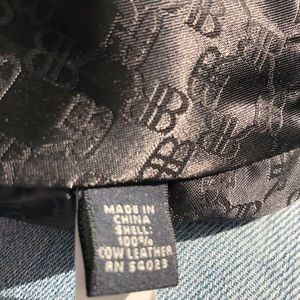 MADE IN
CHINA
SHELL:
100%
COW LEATHER
RN 54023